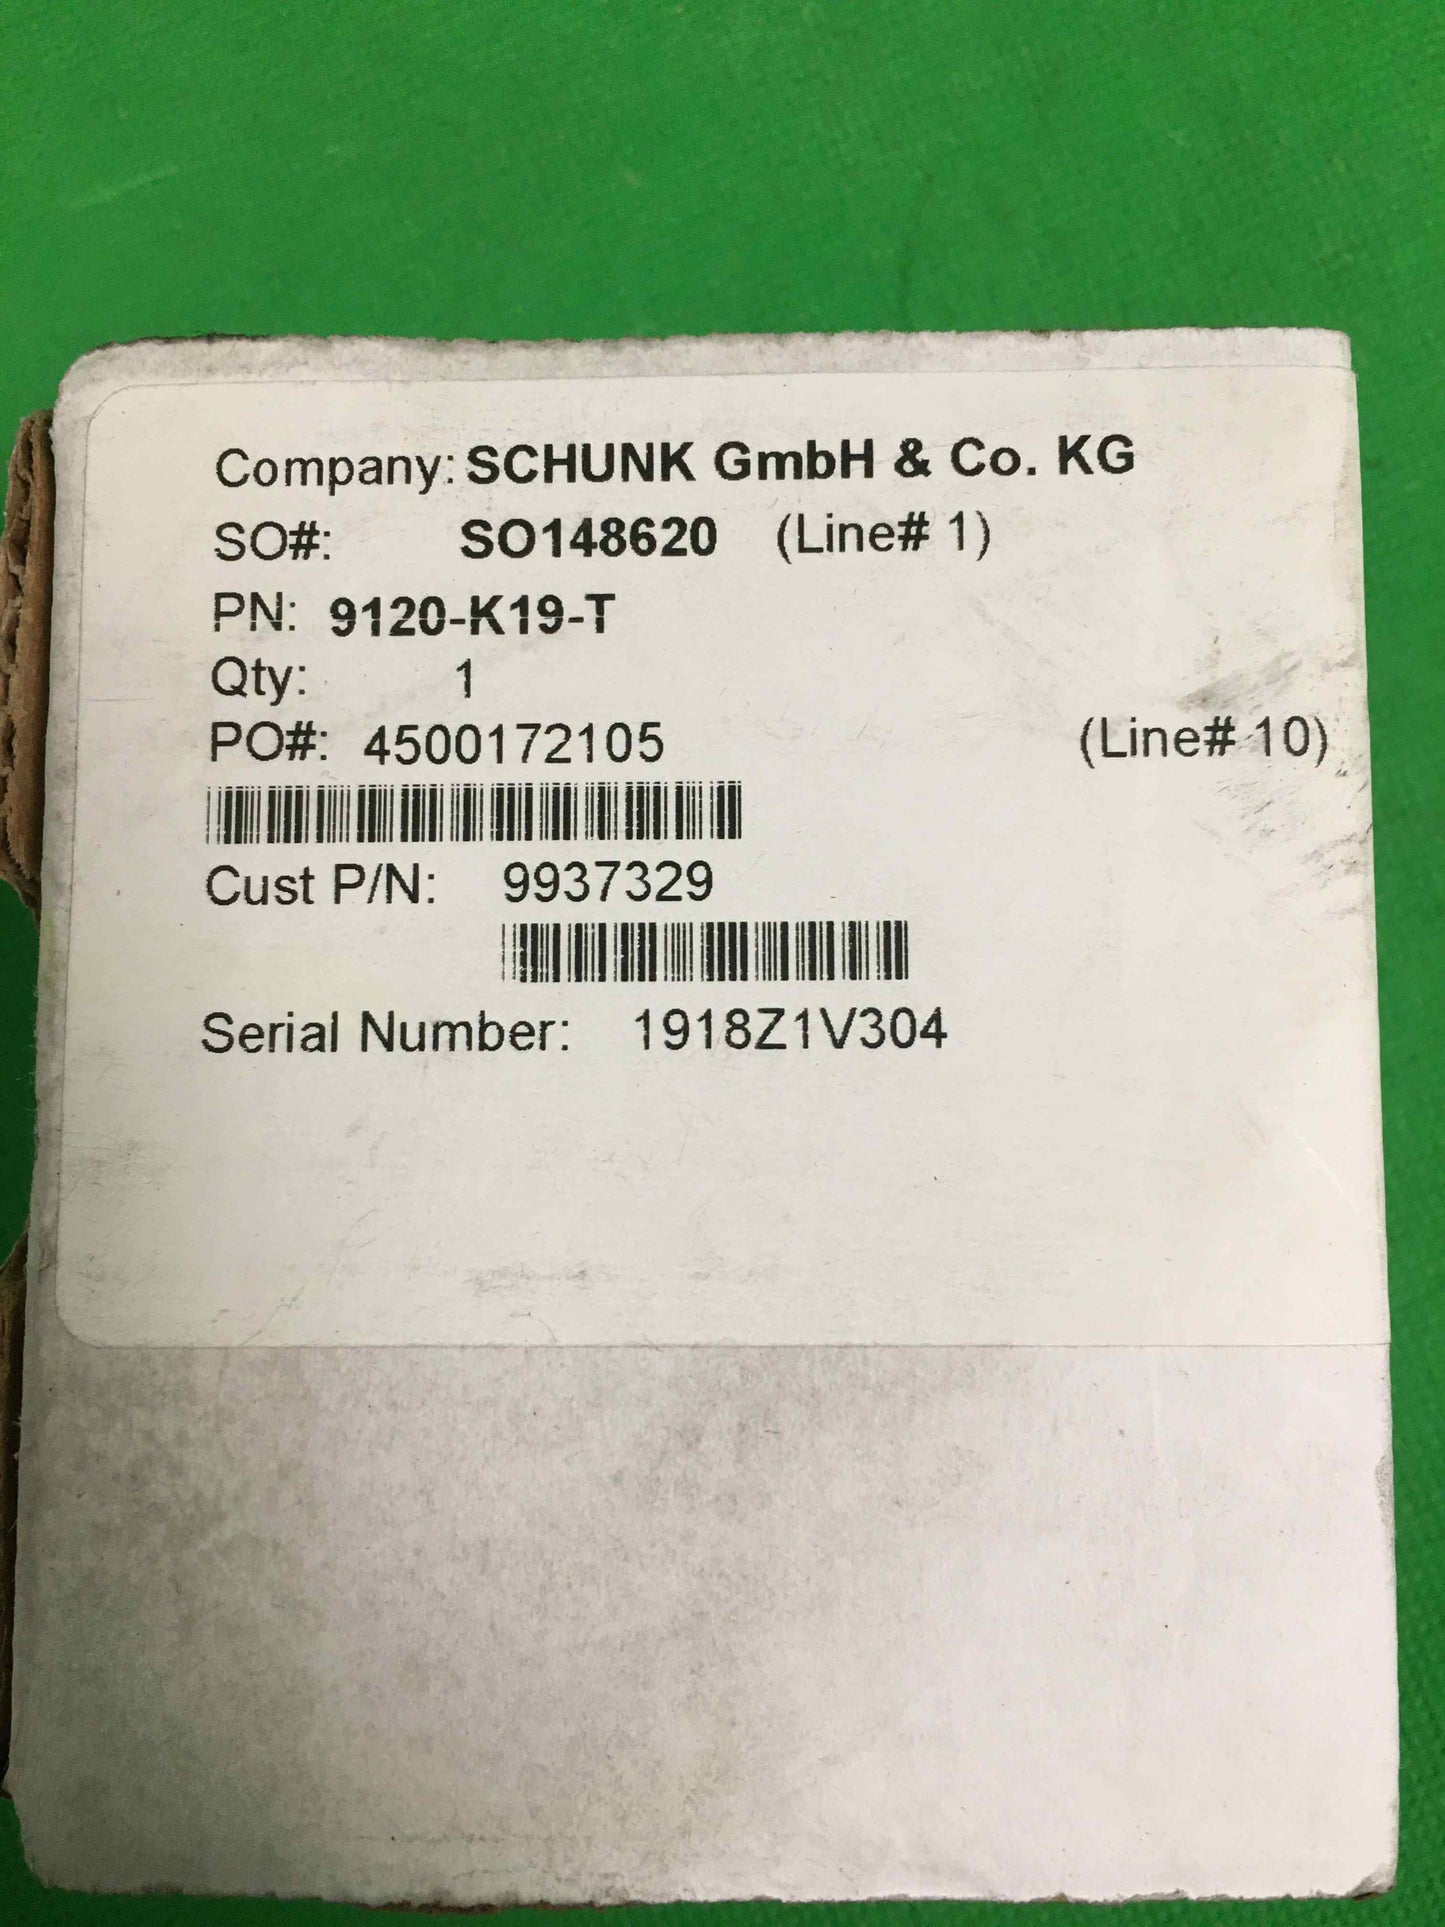 Company: SCHUNK GmbH & Co. KG
SO#: SO148620 (Line# 1)
PN: 9120-K19-T
Qty: 1
PO#: 4500172105 (Line# 10)
Cust P/N: 9937329
Serial Number: 1918Z1V304